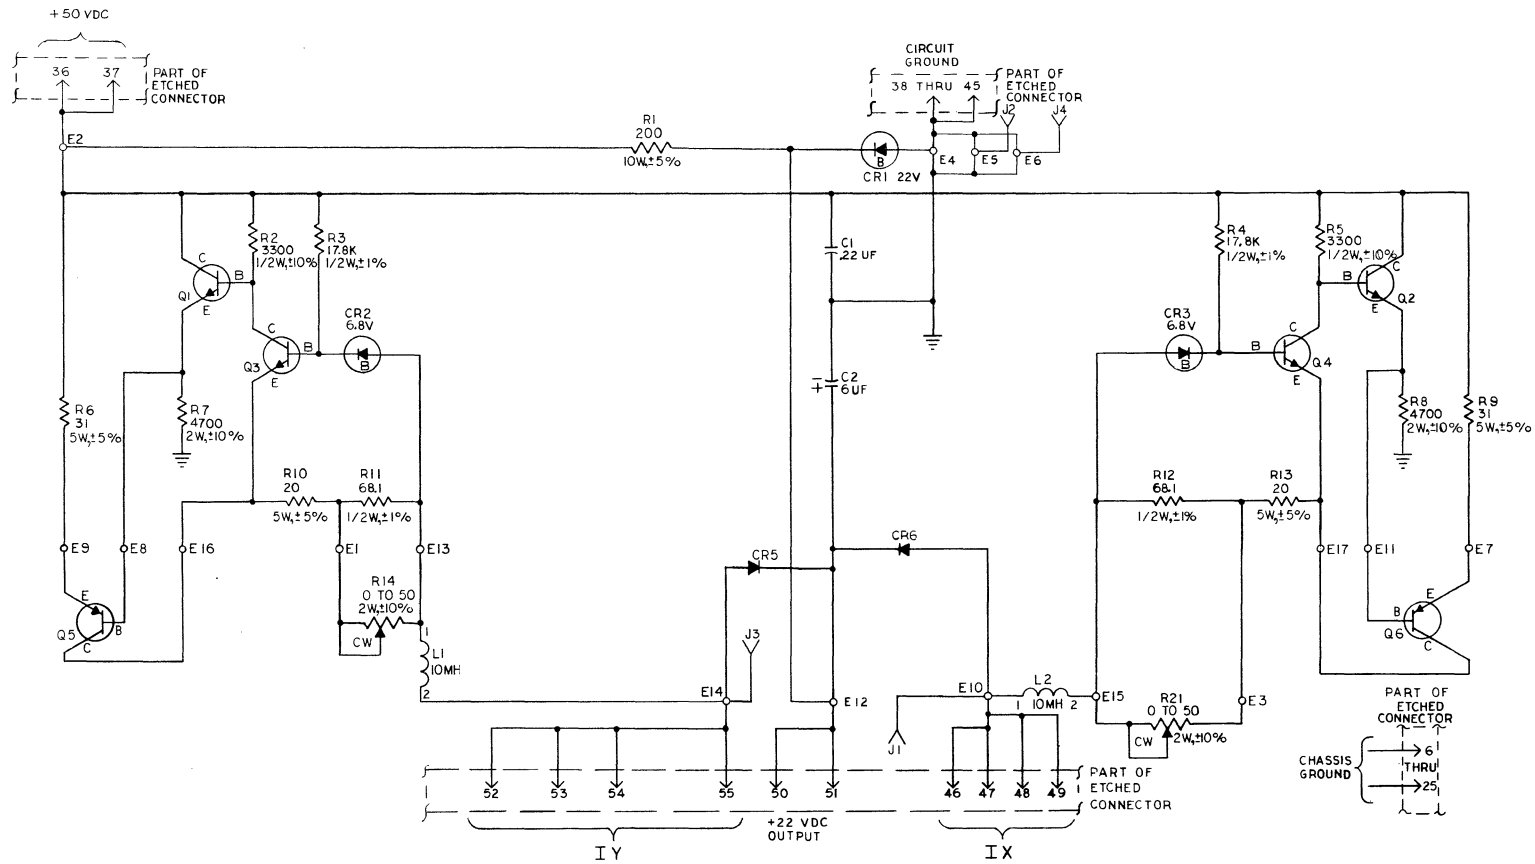 +50 VDC
36 37
PART OF
ETCHED
CONNECTOR
CIRCUIT
GROUND
38 THRU 45
PART OF
ETCHED
CONNECTOR
J2
J4
E2
R1
200
10W,±5%
B
CR1 22V
E4
E5
E6
C
Q1
B
E
R2
3300
1/2W,±10%
R3
17.8K
1/2W,±1%
C
Q3
B
E
CR2
6.8V
B
C1
.22 UF
C2
6 UF
R4
17.8K
1/2W,±1%
R5
3300
1/2W,±10%
C
B
Q2
E
CR3
6.8V
B
C
B
Q4
E
R6
31
5W,±5%
R7
4700
2W,±10%
R8
4700
2W,±10%
R9
31
5W,±5%
R10
20
5W,±5%
R11
68.1
1/2W,±1%
R12
68.1
1/2W,±1%
R13
20
5W,±5%
E9
E8
E16
E1
E13
CR5
CR6
E17
E11
E7
E
Q5
B
C
R14
0 TO 50
2W,±10%
CW
1
L1
10MH
2
J3
E14
E12
E10
L2
1 10MH 2
E15
J1
R21
0 TO 50
2W,±10%
CW
E3
E
B
Q6
C
PART OF
ETCHED
CONNECTOR
CHASSIS
GROUND
6
THRU
25
52 53 54 55 50 51 46 47 48 49
PART OF
ETCHED
CONNECTOR
+22 VDC
OUTPUT
IY
IX